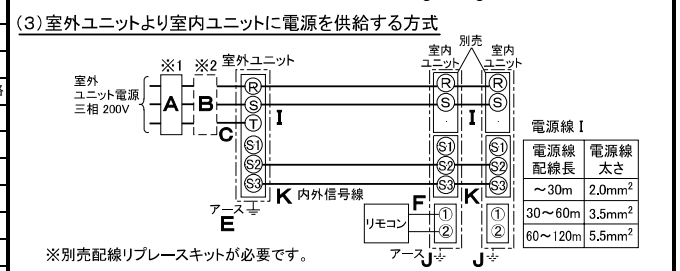 (3)室外ユニットより室内ユニットに電源を供給する方式
※1 ※2 室外ユニット
室内ユニット 別売 室内ユニット
室外
ユニット電源
三相 200V
A B C
R S T S1 S2 S3
I
R S S1 S2 S3 ① ②
I
R S S1 S2 S3 ① ②
K 内外信号線
K
F
リモコン
アース
E
アース J
J
※別売配線リプレースキットが必要です。
電源線 I
電源線配線長 電源線太さ
～30m 2.0mm²
30～60m 3.5mm²
60～120m 5.5mm²